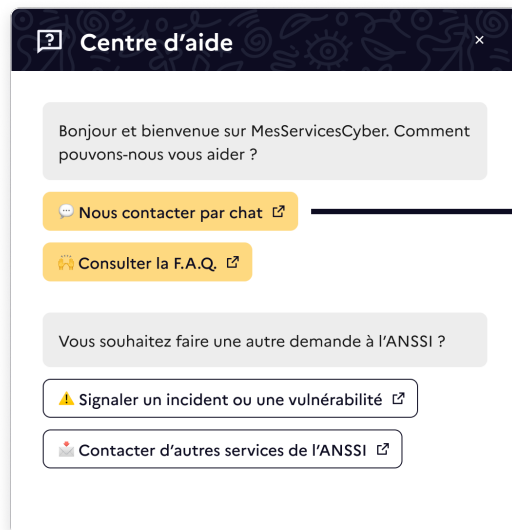 Centre d’aide
Bonjour et bienvenue sur MesServicesCyber. Comment
pouvons-nous vous aider ?
💬 Nous contacter par chat
🙌 Consulter la F.A.Q.
Vous souhaitez faire une autre demande à l’ANSSI ?
⚠️ Signaler un incident ou une vulnérabilité
📩 Contacter d’autres services de l’ANSSI